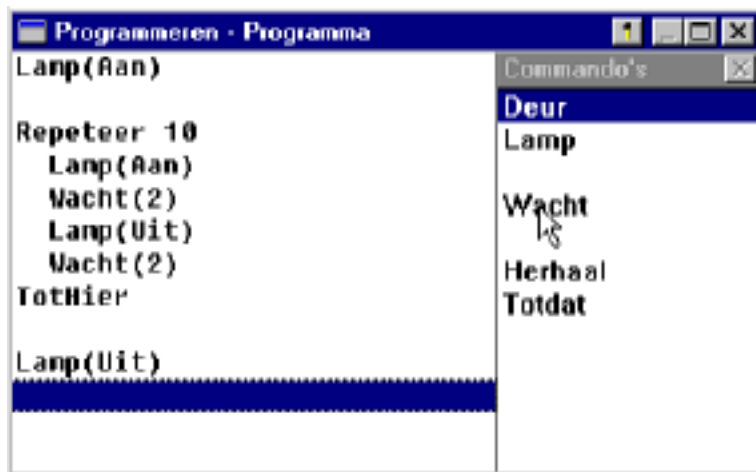 Programmeren - Programma
Lamp(Aan)
Repeteer 10
Lamp(Aan)
Wacht(2)
Lamp(Uit)
Wacht(2)
TotHier
Lamp(Uit)
Commando's
Deur
Lamp
Wacht
Herhaal
Totdat